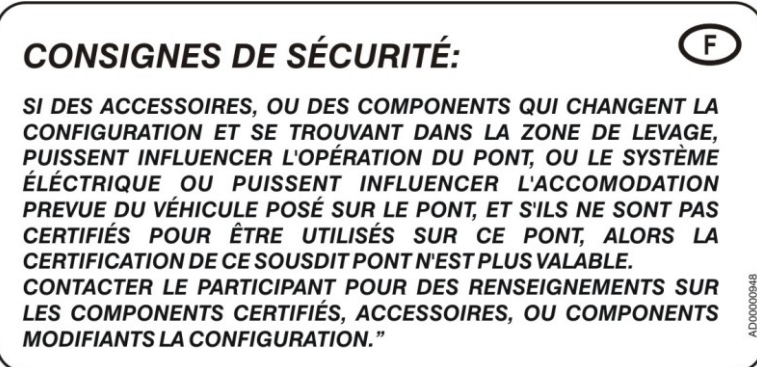 CONSIGNES DE SÉCURITÉ:
F
SI DES ACCESSOIRES, OU DES COMPONENTS QUI CHANGENT LA
CONFIGURATION ET SE TROUVANT DANS LA ZONE DE LEVAGE,
PUISSENT INFLUENCER L'OPÉRATION DU PONT, OU LE SYSTÈME
ÉLÉCTRIQUE OU PUISSENT INFLUENCER L'ACCOMODATION
PREVUE DU VÉHICULE POSÉ SUR LE PONT, ET S'ILS NE SONT PAS
CERTIFIÉS POUR ÊTRE UTILISÉS SUR CE PONT, ALORS LA
CERTIFICATION DE CE SOUSDIT PONT N'EST PLUS VALABLE.
CONTACTER LE PARTICIPANT POUR DES RENSEIGNEMENTS SUR
LES COMPONENTS CERTIFIÉS, ACCESSOIRES, OU COMPONENTS
MODIFIANTS LA CONFIGURATION.”
AD00000948